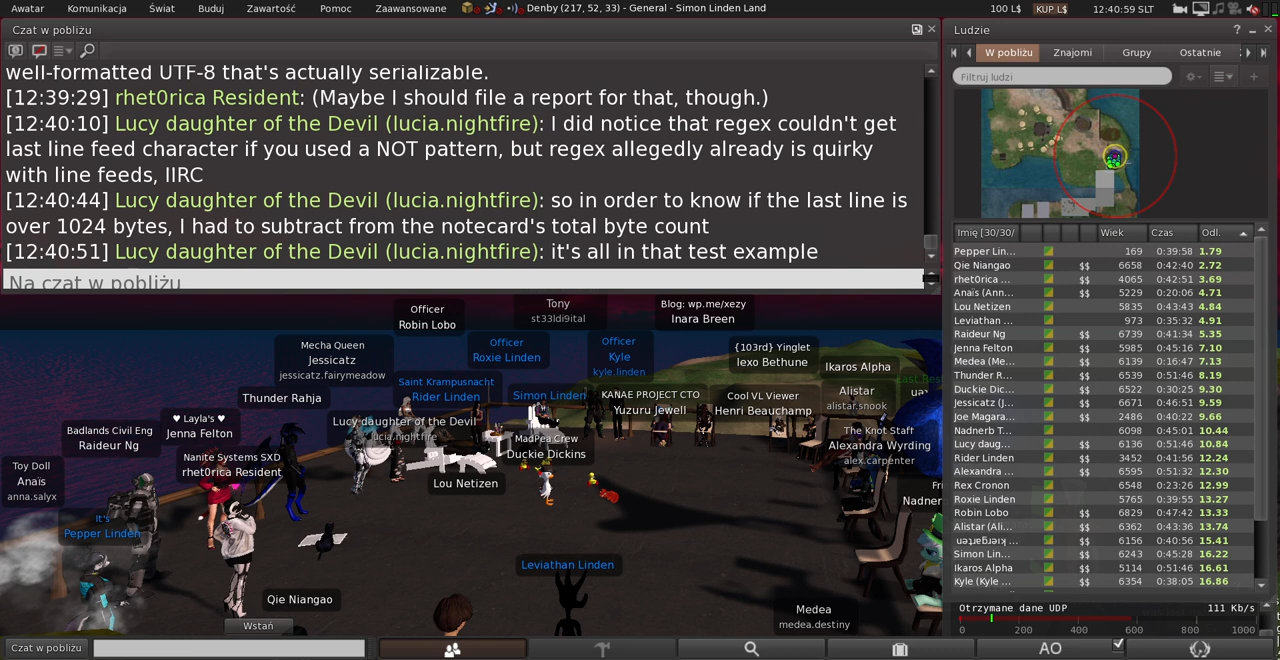 Awatar Komunikacja Świat Buduj Zawartość Pomoc Zaawansowane Denby (217, 52, 33) - General - Simon Linden Land 100 L$ KUP L$ 12:40:59 SLT
Czat w pobliżu
well-formatted UTF-8 that's actually serializable.
[12:39:29] rhet0rica Resident: (Maybe I should file a report for that, though.)
[12:40:10] Lucy daughter of the Devil (lucia.nightfire): I did notice that regex couldn't get
last line feed character if you used a NOT pattern, but regex allegedly already is quirky
with line feeds, IIRC
[12:40:44] Lucy daughter of the Devil (lucia.nightfire): so in order to know if the last line is
over 1024 bytes, I had to subtract from the notecard's total byte count
[12:40:51] Lucy daughter of the Devil (lucia.nightfire): it's all in that test example
Na czat w pobliżu
Officer
Robin Lobo
Tony
st33ldi9ital
Blog: wp.me/xezy
Inara Breen
Mecha Queen
Jessicatz
jessicatz.fairymeadow
Officer
Roxie Linden
Officer
Kyle
kyle.linden
{103rd} Yinglet
Iexo Bethune
Ikaros Alpha
Saint Krampusnacht
Rider Linden
Simon Linden
KANAE PROJECT CTO
Yuzuru Jewell
Cool VL Viewer
Henri Beauchamp
Alistar
alistar.snook
Thunder Rahja
♥ Layla's ♥
Jenna Felton
Lucy daughter of the Devil
lucia.nightfire
MadPea Crew
Duckie Dickins
The Knot Staff
Alexandra Wyrding
alex.carpenter
Badlands Civil Eng
Raideur Ng
Nanite Systems SXD
rhet0rica Resident
Toy Doll
Anaïs
anna.salyx
Lou Netizen
Nadner
It's
Pepper Linden
Leviathan Linden
Qie Niangao
Medea
medea.destiny
Wstań
Ludzie
W pobliżu Znajomi Grupy Ostatnie
Filtruj ludzi
Imię [30/30/ Wiek Czas Odl.
Pepper Lin... 169 0:39:58 1.79
Qie Niangao $$ 6658 0:42:40 2.72
rhet0rica ... $$ 4065 0:42:51 3.69
Anaïs (Ann... $$ 5229 0:20:06 4.71
Lou Netizen 5835 0:43:43 4.84
Leviathan ... 973 0:35:32 4.91
Raideur Ng $$ 6739 0:41:34 5.35
Jenna Felton $$ 5985 0:45:16 7.10
Medea (Me... $$ 6139 0:16:47 7.13
Thunder R... $$ 6539 0:51:46 8.19
Duckie Dic... $$ 6522 0:30:25 9.30
Jessicatz (J... $$ 6671 0:46:51 9.59
Joe Magara... $$ 2486 0:40:22 9.66
Nadnerb T... 6098 0:45:01 10.44
Lucy daug... $$ 6136 0:51:46 10.84
Rider Linden $$ 3452 0:41:56 12.24
Alexandra ... $$ 6595 0:51:32 12.30
Rex Cronon 6548 0:23:26 12.99
Roxie Linden 5765 0:39:55 13.27
Robin Lobo $$ 6829 0:47:42 13.33
Alistar (Ali... $$ 6362 0:43:36 13.74
$$ 6156 0:40:56 15.41
Simon Lin... $$ 6243 0:45:28 16.22
Ikaros Alpha $$ 5114 0:51:46 16.61
Kyle (Kyle ... $$ 6354 0:38:05 16.86
Otrzymane dane UDP 111 Kb/s
0 200 400 600 800 1000
Czat w pobliżu AO